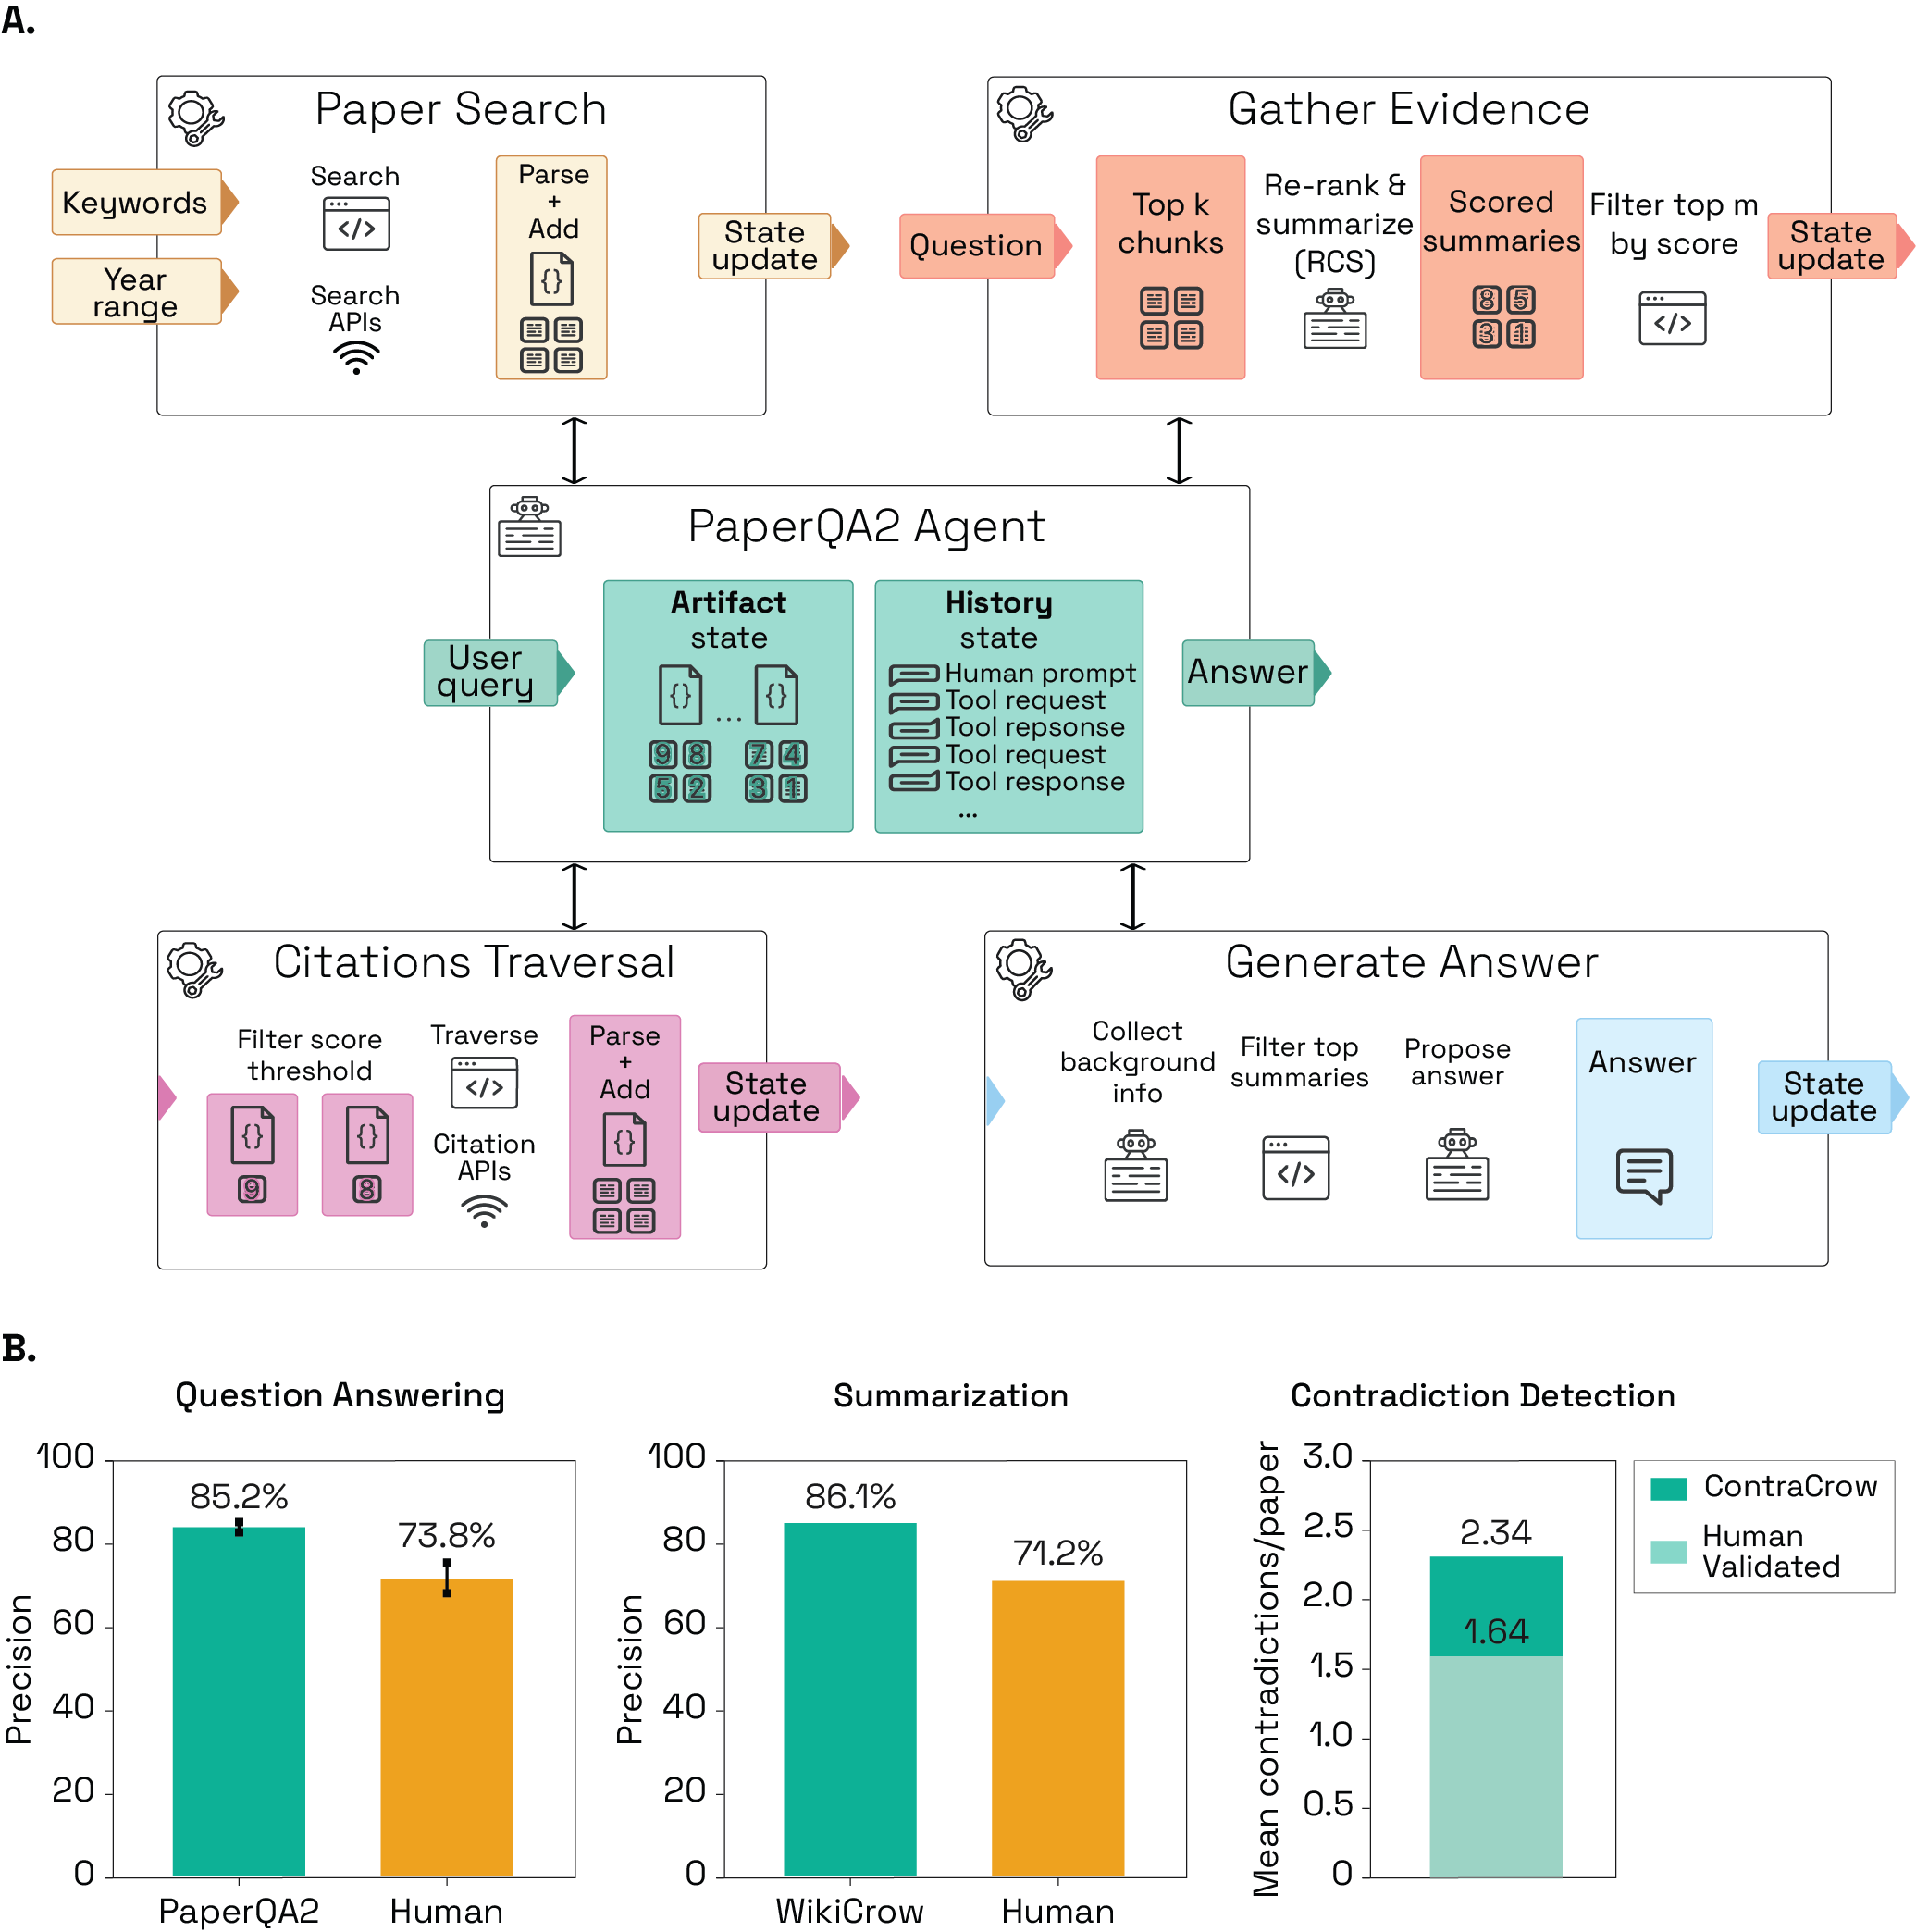 A.
Paper Search
Keywords
Year
range
Search
</>
Search
APIs
Parse
+
Add
{}
State
update
Gather Evidence
Question
Top k
chunks
Re-rank &
summarize
(RCS)
Scored
summaries
8 5
3 1
Filter top m
by score
</>
State
update
PaperQA2 Agent
User
query
Artifact
state
{} ... {}
9 8 7 4
5 2 3 1
History
state
Human prompt
Tool request
Tool repsonse
Tool request
Tool response
...
Answer
Citations Traversal
Filter score
threshold
{} {}
9 8
Traverse
</>
Citation
APIs
Parse
+
Add
{}
State
update
Generate Answer
Collect
background
info
Filter top
summaries
</>
Propose
answer
Answer
State
update
B.
Question Answering
Precision
100
80
60
40
20
0
85.2%
73.8%
PaperQA2
Human
Summarization
Precision
100
80
60
40
20
0
86.1%
71.2%
WikiCrow
Human
Contradiction Detection
Mean contradictions/paper
3.0
2.5
2.0
1.5
1.0
0.5
0
2.34
1.64
ContraCrow
Human
Validated